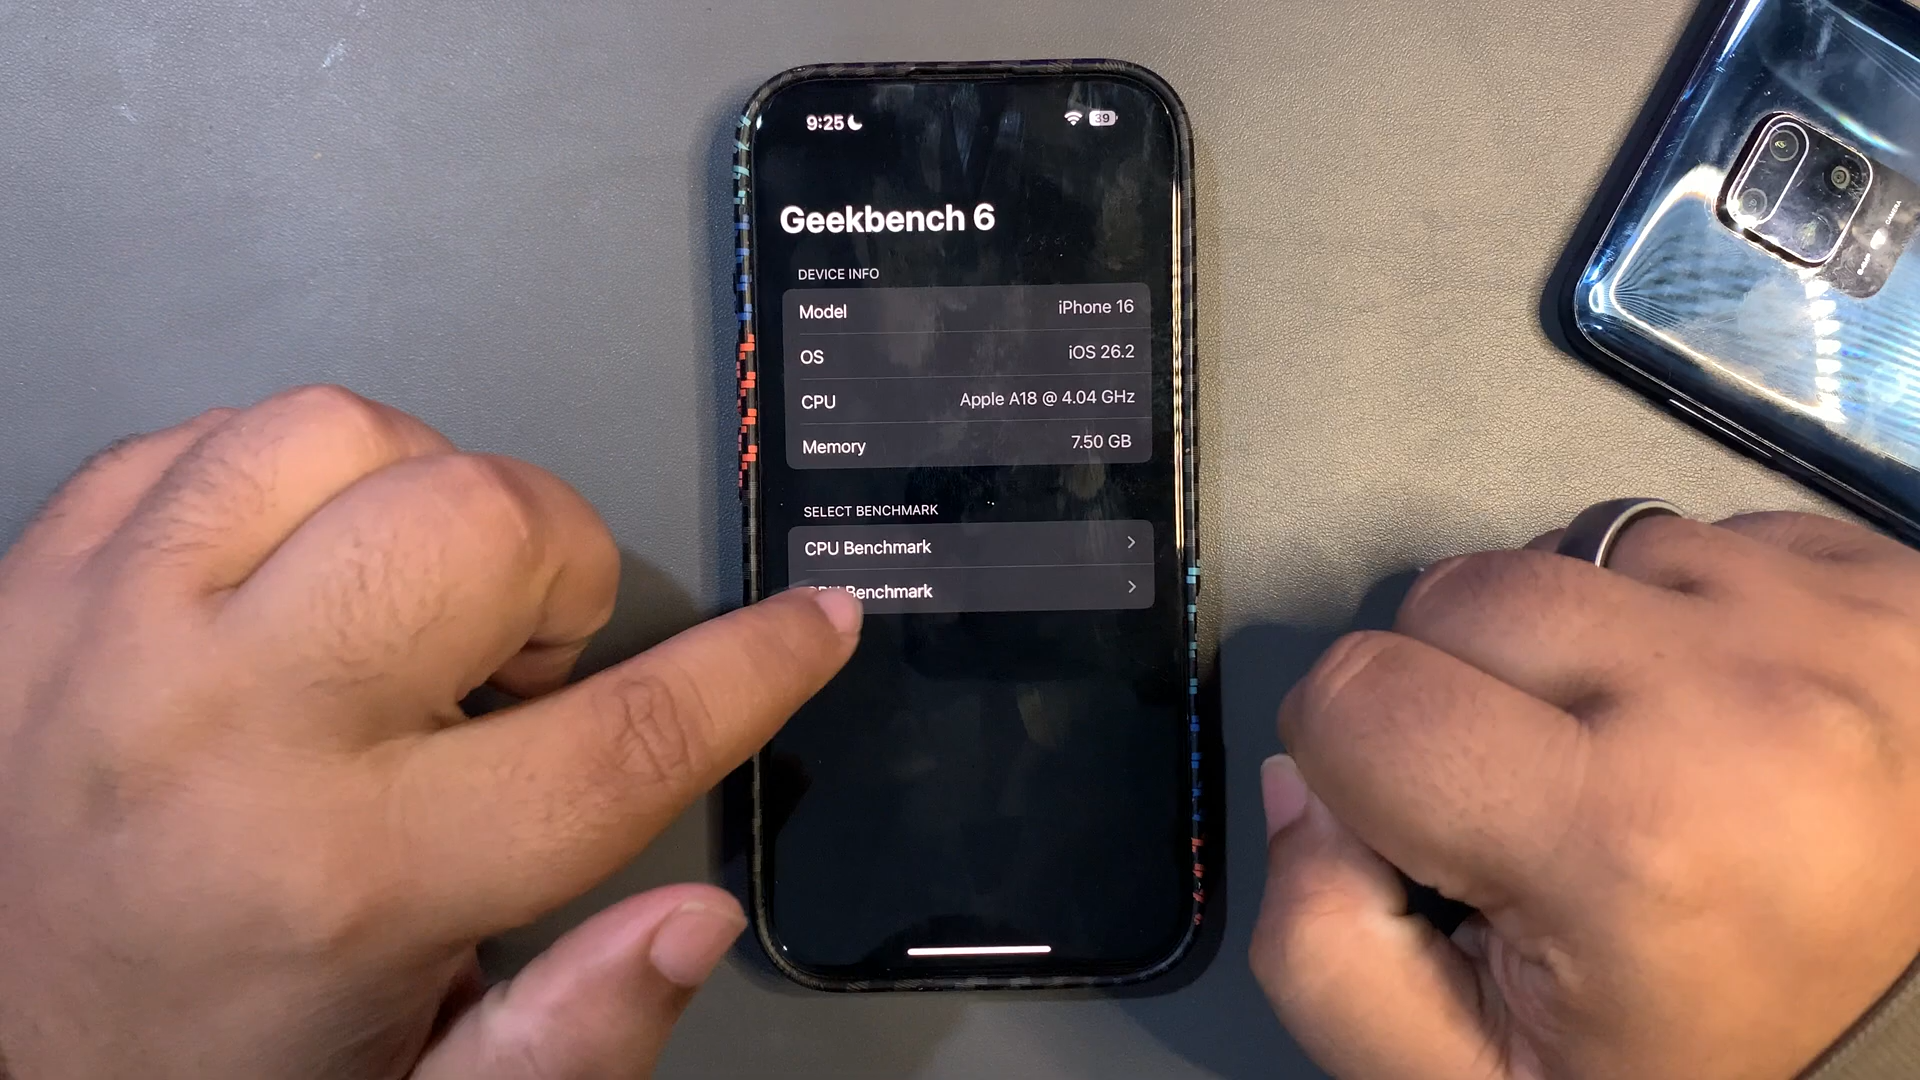 9:25
39
Geekbench 6
DEVICE INFO
Model iPhone 16
OS iOS 26.2
CPU Apple A18 @ 4.04 GHz
Memory 7.50 GB
SELECT BENCHMARK
CPU Benchmark
Benchmark
CAMERA